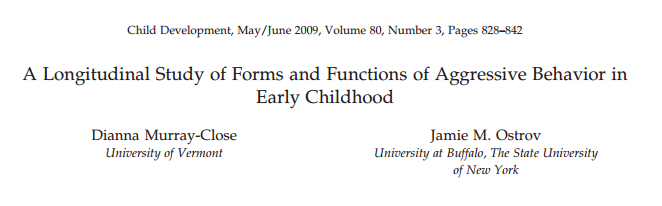 Child Development, May/June 2009, Volume 80, Number 3, Pages 828–842
A Longitudinal Study of Forms and Functions of Aggressive Behavior in
Early Childhood
Dianna Murray-Close
University of Vermont
Jamie M. Ostrov
University at Buffalo, The State University
of New York